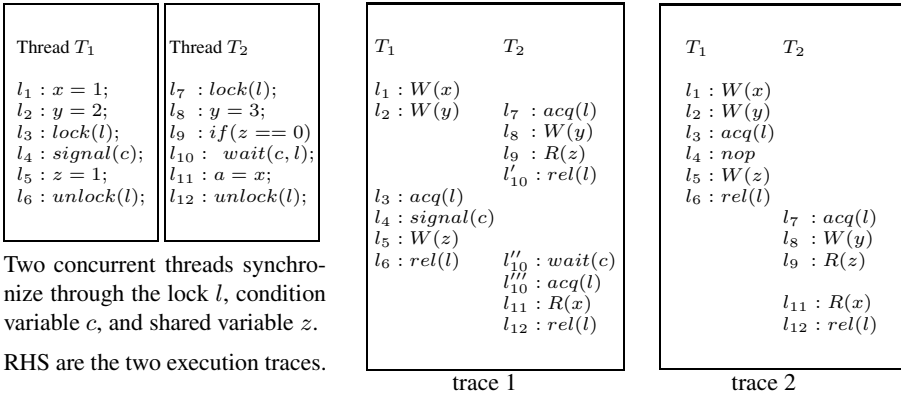 Thread T₁
l₁ : x = 1;
l₂ : y = 2;
l₃ : lock(l);
l₄ : signal(c);
l₅ : z = 1;
l₆ : unlock(l);
Thread T₂
l₇ : lock(l);
l₈ : y = 3;
l₉ : if(z == 0)
l₁₀ : wait(c, l);
l₁₁ : a = x;
l₁₂ : unlock(l);
Two concurrent threads synchro-
nize through the lock l, condition
variable c, and shared variable z.
RHS are the two execution traces.
T₁ T₂
l₁ : W(x)
l₂ : W(y) l₇ : acq(l)
l₈ : W(y)
l₉ : R(z)
l′₁₀ : rel(l)
l₃ : acq(l)
l₄ : signal(c)
l₅ : W(z)
l₆ : rel(l) l″₁₀ : wait(c)
l‴₁₀ : acq(l)
l₁₁ : R(x)
l₁₂ : rel(l)
trace 1
T₁ T₂
l₁ : W(x)
l₂ : W(y)
l₃ : acq(l)
l₄ : nop
l₅ : W(z)
l₆ : rel(l)
l₇ : acq(l)
l₈ : W(y)
l₉ : R(z)
l₁₁ : R(x)
l₁₂ : rel(l)
trace 2